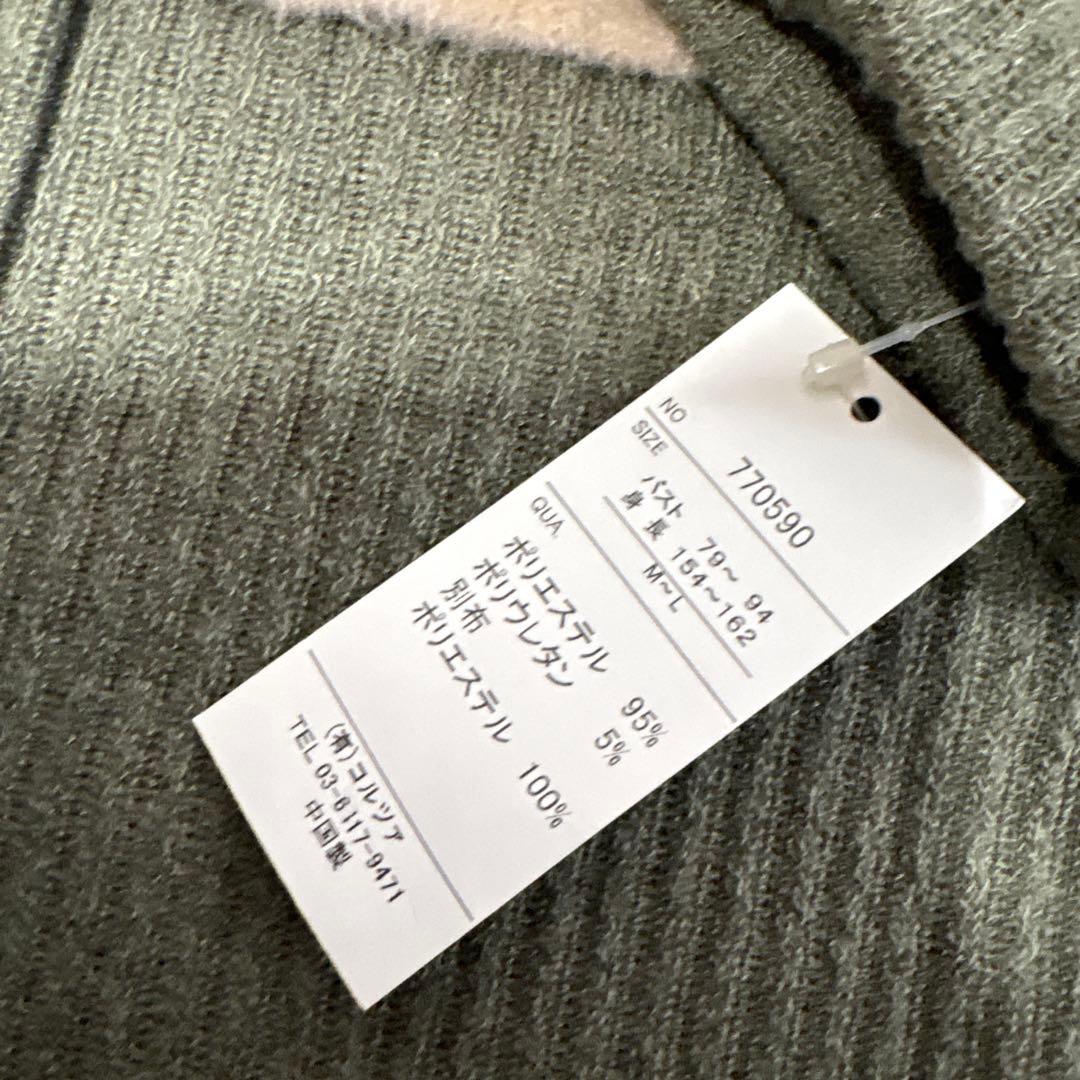 NO 770590
SIZE
バスト 79～ 94
身 長 154～162
M～L
QUA.
ポリエステル 95%
ポリウレタン 5%
別布
ポリエステル 100%
(有)コルツァ
TEL 03-6117-9471
中国製